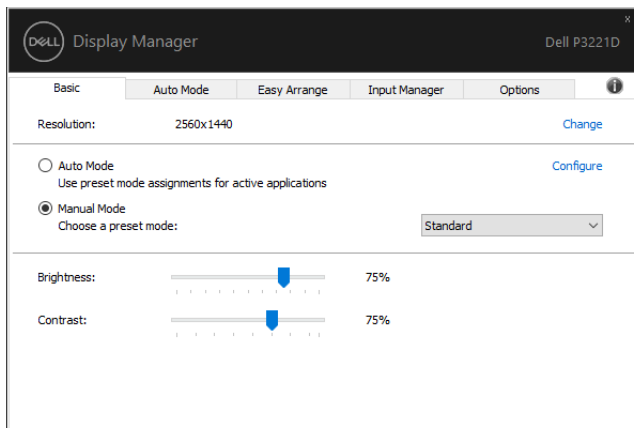 x
DELL Display Manager Dell P3221D
Basic Auto Mode Easy Arrange Input Manager Options i
Resolution: 2560x1440 Change
Auto Mode Configure
Use preset mode assignments for active applications
Manual Mode
Choose a preset mode: Standard
Brightness: 75%
Contrast: 75%